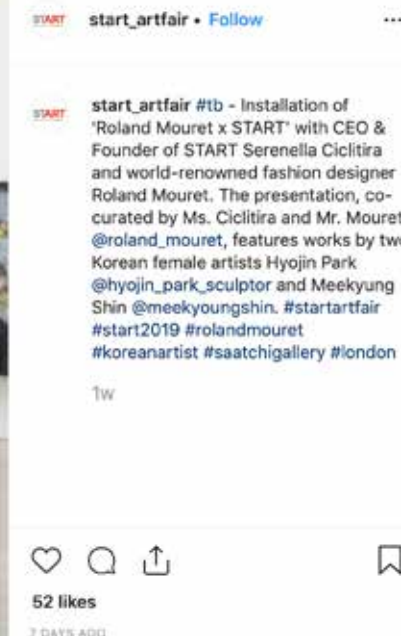 START start_artfair • Follow ...
START start_artfair #tb - Installation of
'Roland Mouret x START' with CEO &
Founder of START Serenella Ciclitira
and world-renowned fashion designer
Roland Mouret. The presentation, co-
curated by Ms. Ciclitira and Mr. Mouret
@roland_mouret, features works by two
Korean female artists Hyojin Park
@hyojin_park_sculptor and Meekyung
Shin @meekyoungshin. #startartfair
#start2019 #rolandmouret
#koreanartist #saatchigallery #london
1w
52 likes
7 DAYS AGO